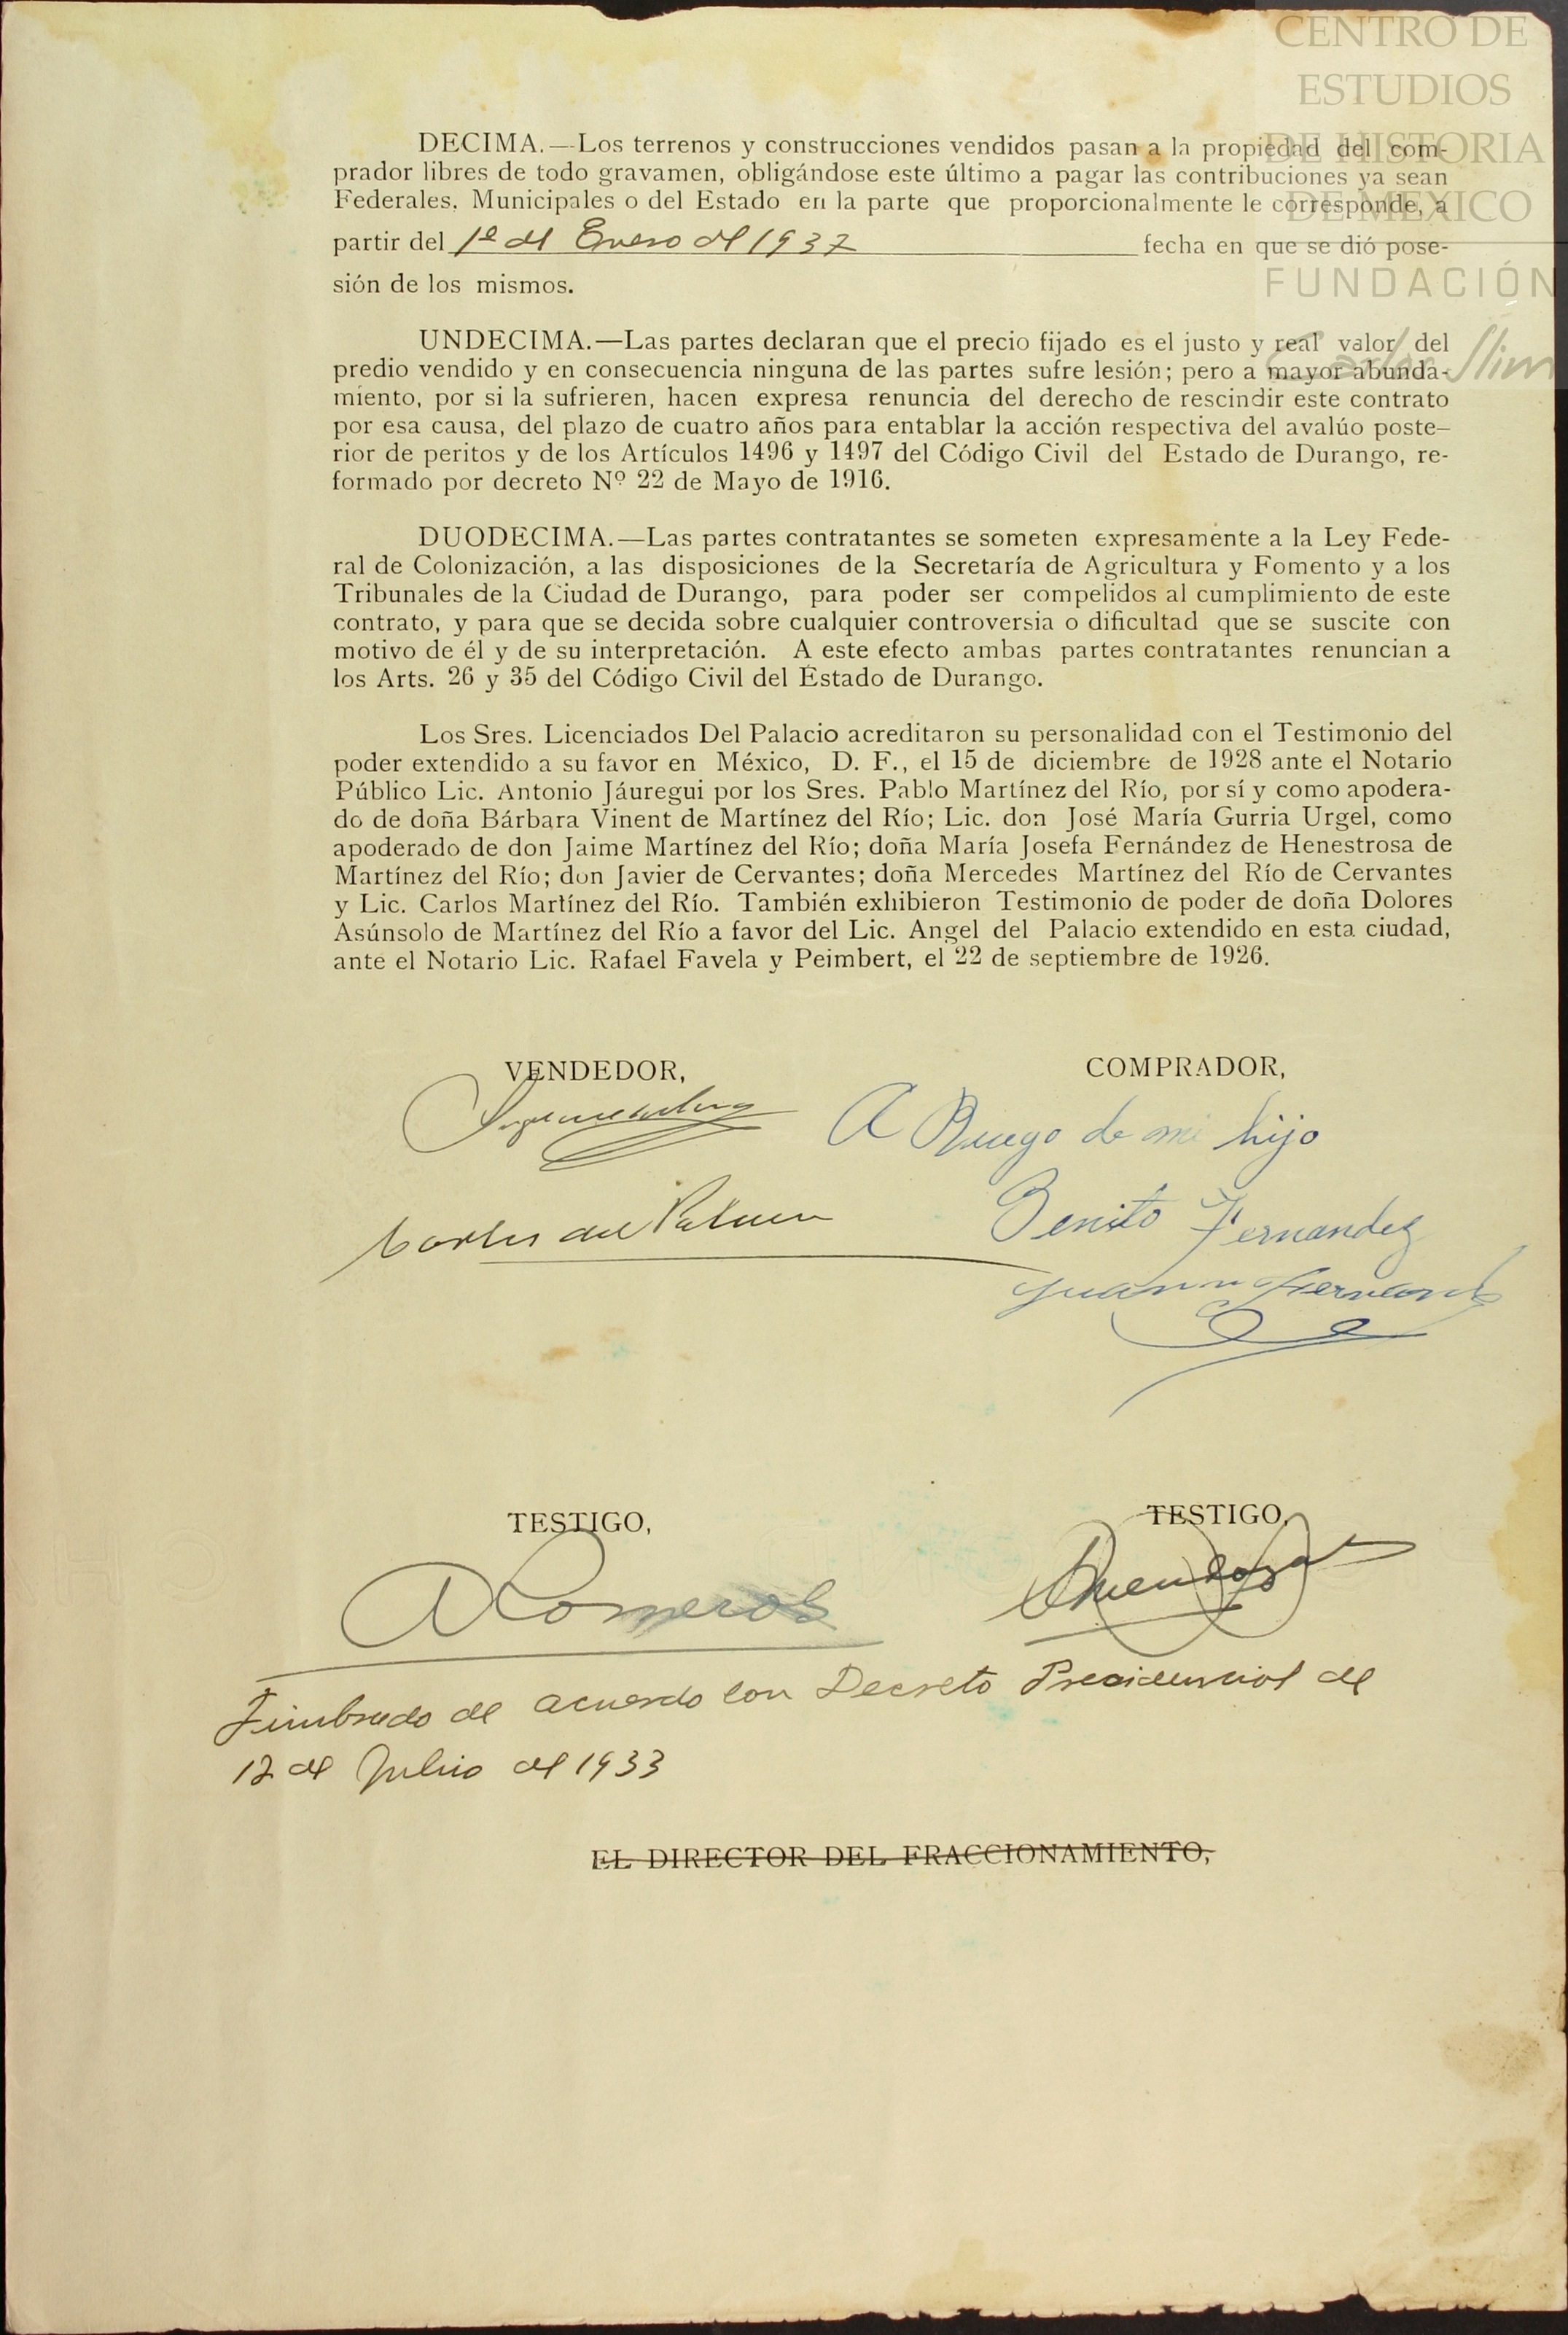 CENTRO DE
ESTUDIOS
DE HISTORIA
DE MÉXICO
FUNDACIÓN
Carlos Slim
DECIMA.—Los terrenos y construcciones vendidos pasan a la propiedad del com-
prador libres de todo gravamen, obligándose este último a pagar las contribuciones ya sean
Federales, Municipales o del Estado en la parte que proporcionalmente le corresponde, a
partir del 1º del Enero del 1937 fecha en que se dió pose-
sión de los mismos.
UNDECIMA.—Las partes declaran que el precio fijado es el justo y real valor del
predio vendido y en consecuencia ninguna de las partes sufre lesión; pero a mayor abunda-
miento, por si la sufrieren, hacen expresa renuncia del derecho de rescindir este contrato
por esa causa, del plazo de cuatro años para entablar la acción respectiva del avalúo poste-
rior de peritos y de los Artículos 1496 y 1497 del Código Civil del Estado de Durango, re-
formado por decreto Nº 22 de Mayo de 1916.
DUODECIMA.—Las partes contratantes se someten expresamente a la Ley Fede-
ral de Colonización, a las disposiciones de la Secretaría de Agricultura y Fomento y a los
Tribunales de la Ciudad de Durango, para poder ser compelidos al cumplimiento de este
contrato, y para que se decida sobre cualquier controversia o dificultad que se suscite con
motivo de él y de su interpretación. A este efecto ambas partes contratantes renuncian a
los Arts. 26 y 35 del Código Civil del Estado de Durango.
Los Sres. Licenciados Del Palacio acreditaron su personalidad con el Testimonio del
poder extendido a su favor en México, D. F., el 15 de diciembre de 1928 ante el Notario
Público Lic. Antonio Jáuregui por los Sres. Pablo Martínez del Río, por sí y como apodera-
do de doña Bárbara Vinent de Martínez del Río; Lic. don José María Gurria Urgel, como
apoderado de don Jaime Martínez del Río; doña María Josefa Fernández de Henestrosa de
Martínez del Río; don Javier de Cervantes; doña Mercedes Martínez del Río de Cervantes
y Lic. Carlos Martínez del Río. También exhibieron Testimonio de poder de doña Dolores
Asúnsolo de Martínez del Río a favor del Lic. Angel del Palacio extendido en esta ciudad,
ante el Notario Lic. Rafael Favela y Peimbert, el 22 de septiembre de 1926.
VENDEDOR,
COMPRADOR,
A Ruego de mi hijo
Benito Fernandez
Carlos del Palacio
TESTIGO,
TESTIGO,
Timbrado de acuerdo con Decreto Presidencial del
12 de Julio del 1933
EL DIRECTOR DEL FRACCIONAMIENTO,